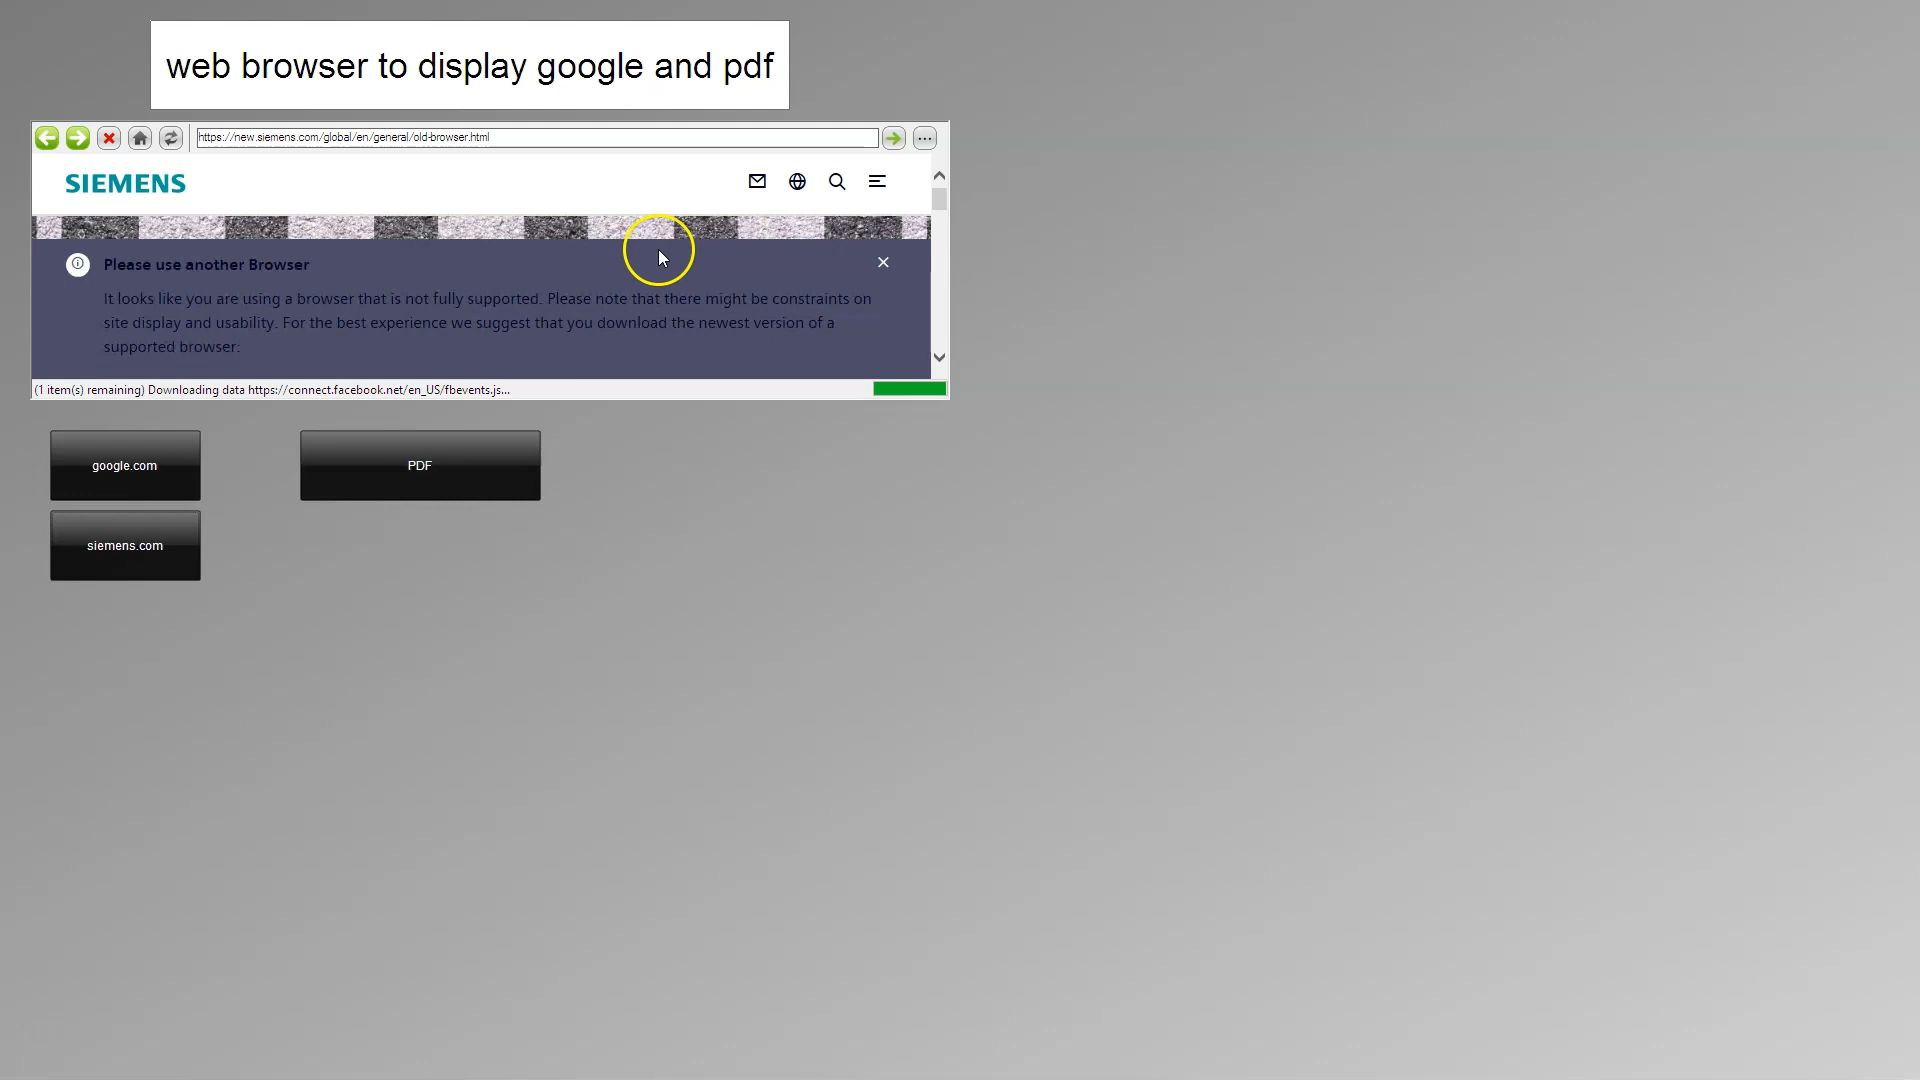 web browser to display google and pdf
https://new.siemens.com/global/en/general/old-browser.html
SIEMENS
Please use another Browser
It looks like you are using a browser that is not fully supported. Please note that there might be constraints on
site display and usability. For the best experience we suggest that you download the newest version of a
supported browser:
(1 item(s) remaining) Downloading data https://connect.facebook.net/en_US/fbevents.js...
google.com
PDF
siemens.com